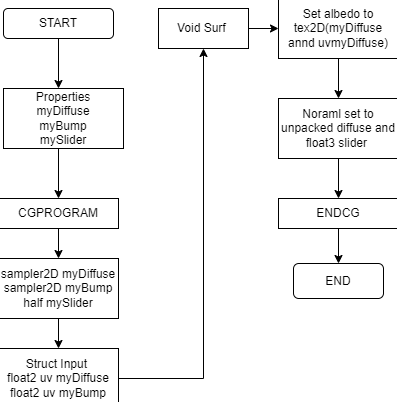 START
Properties
myDiffuse
myBump
mySlider
CGPROGRAM
sampler2D myDiffuse
sampler2D myBump
half mySlider
Struct Input
float2 uv myDiffuse
float2 uv myBump
Void Surf
Set albedo to
tex2D(myDiffuse
annd uvmyDiffuse)
Noraml set to
unpacked diffuse and
float3 slider
ENDCG
END